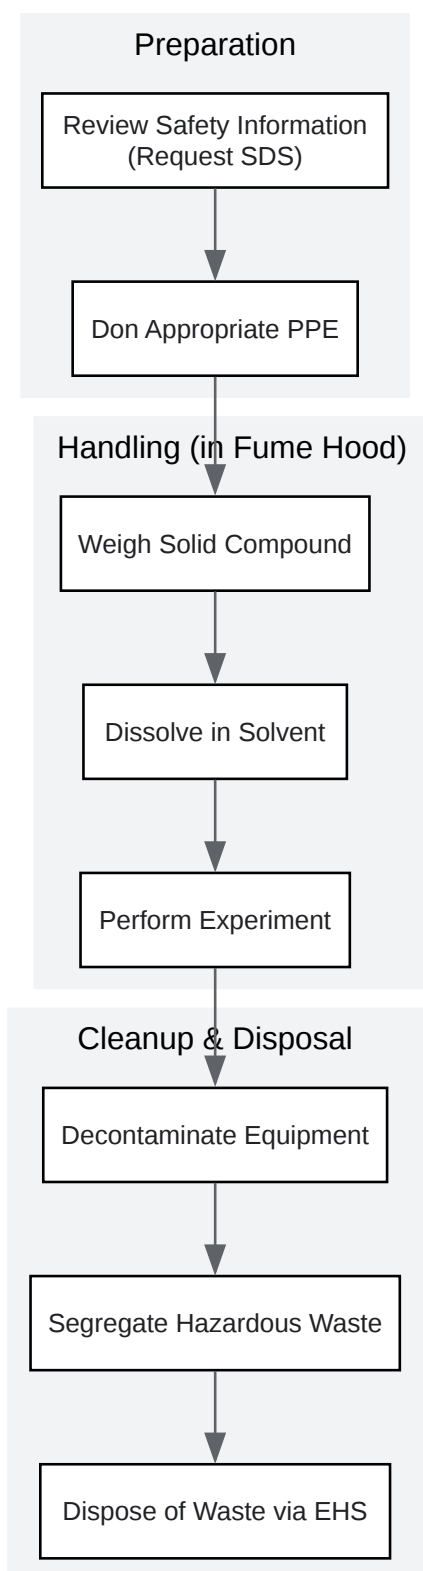 Preparation
Review Safety Information
(Request SDS)
Don Appropriate PPE
Handling (in Fume Hood)
Weigh Solid Compound
Dissolve in Solvent
Perform Experiment
Cleanup & Disposal
Decontaminate Equipment
Segregate Hazardous Waste
Dispose of Waste via EHS